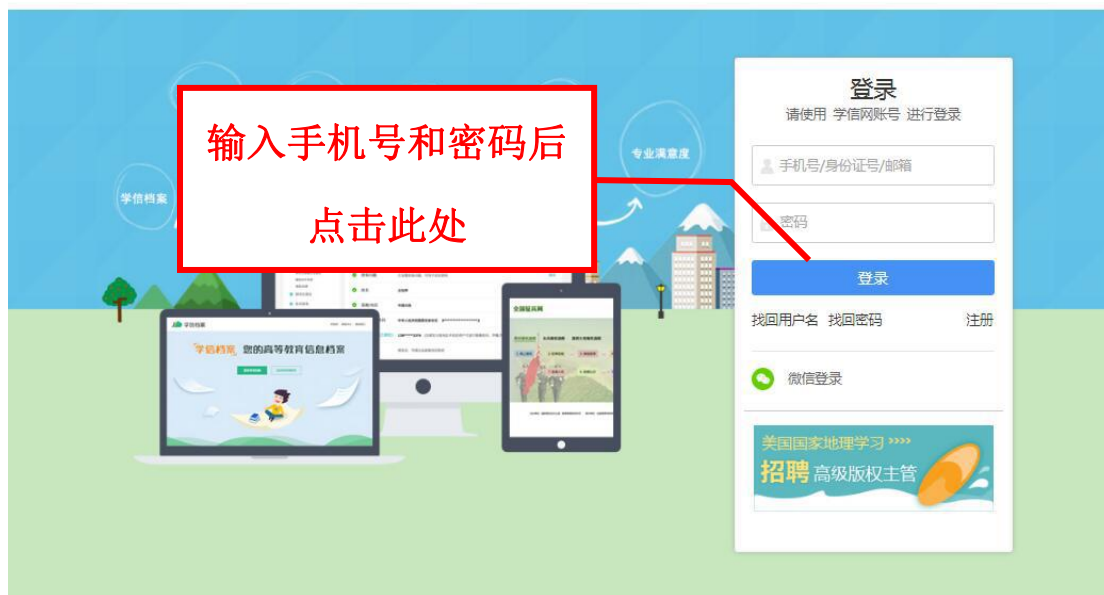 登录
请使用 学信网账号 进行登录
输入手机号和密码后
点击此处
专业满意度
学信档案
手机号/身份证号/邮箱
密码
登录
找回用户名 找回密码 注册
微信登录
全国征兵网
学信档案
学信档案 您的高等教育信息档案
美国国家地理学习 >>>>
招聘 高级版权主管